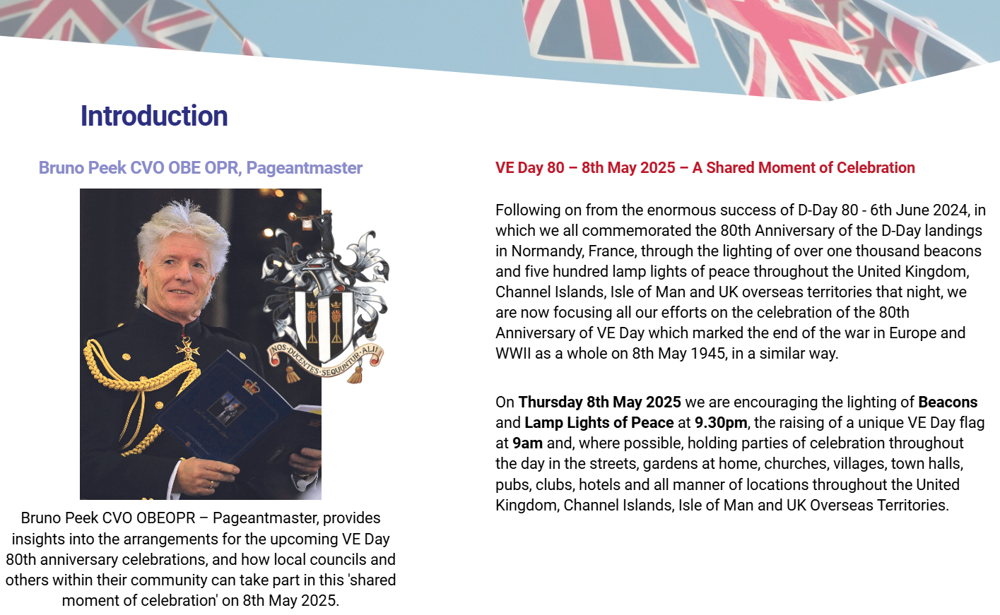 Introduction
Bruno Peek CVO OBE OPR, Pageantmaster
NOS·DUCENTES·SEQUUNTUR·ALII
Bruno Peek CVO OBEOPR – Pageantmaster, provides
insights into the arrangements for the upcoming VE Day
80th anniversary celebrations, and how local councils and
others within their community can take part in this 'shared
moment of celebration' on 8th May 2025.
VE Day 80 – 8th May 2025 – A Shared Moment of Celebration
Following on from the enormous success of D-Day 80 - 6th June 2024, in
which we all commemorated the 80th Anniversary of the D-Day landings
in Normandy, France, through the lighting of over one thousand beacons
and five hundred lamp lights of peace throughout the United Kingdom,
Channel Islands, Isle of Man and UK overseas territories that night, we
are now focusing all our efforts on the celebration of the 80th
Anniversary of VE Day which marked the end of the war in Europe and
WWII as a whole on 8th May 1945, in a similar way.
On Thursday 8th May 2025 we are encouraging the lighting of Beacons
and Lamp Lights of Peace at 9.30pm, the raising of a unique VE Day flag
at 9am and, where possible, holding parties of celebration throughout
the day in the streets, gardens at home, churches, villages, town halls,
pubs, clubs, hotels and all manner of locations throughout the United
Kingdom, Channel Islands, Isle of Man and UK Overseas Territories.